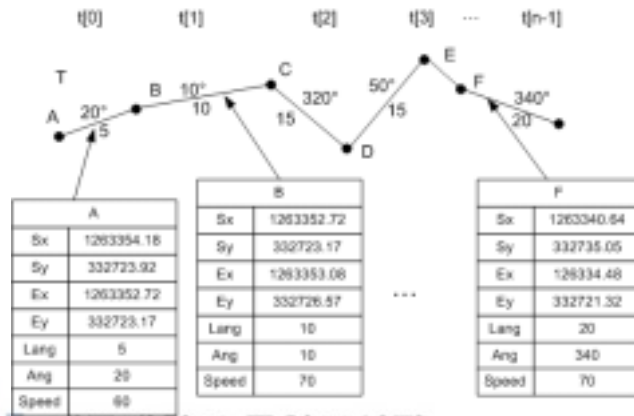 t[0] t[1] t[2] t[3] ... t[n-1]
T
A 20° 5
B 10° 10
C 320° 15
D 50° 15
E
F 340° 20
A
Sx 1263354.18
Sy 332723.92
Ex 1263352.72
Ey 332723.17
Lang 5
Ang 20
Speed 60
B
Sx 1263352.72
Sy 332723.17
Ex 1263353.08
Ey 332726.57
Lang 10
Ang 10
Speed 70
...
F
Sx 1263340.64
Sy 332735.05
Ex 126334.48
Ey 332721.32
Lang 20
Ang 340
Speed 70